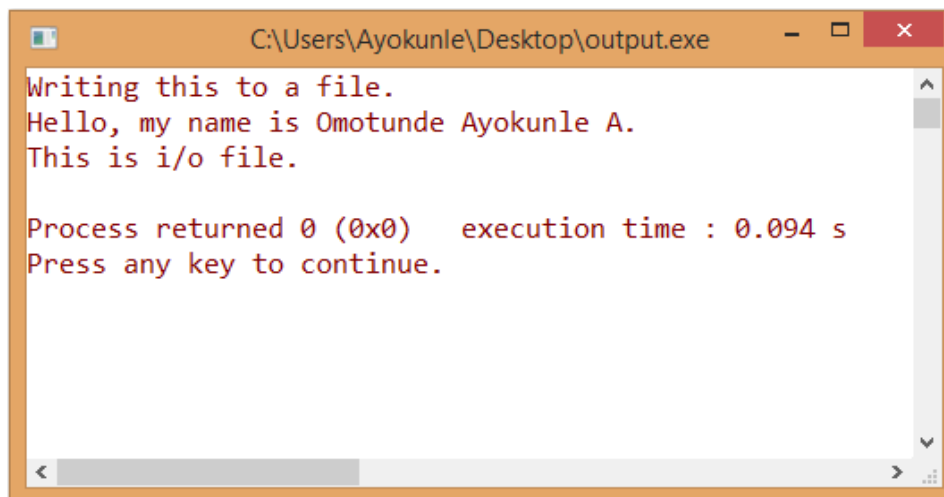 C:\Users\Ayokunle\Desktop\output.exe
Writing this to a file.
Hello, my name is Omotunde Ayokunle A.
This is i/o file.
Process returned 0 (0x0)   execution time : 0.094 s
Press any key to continue.